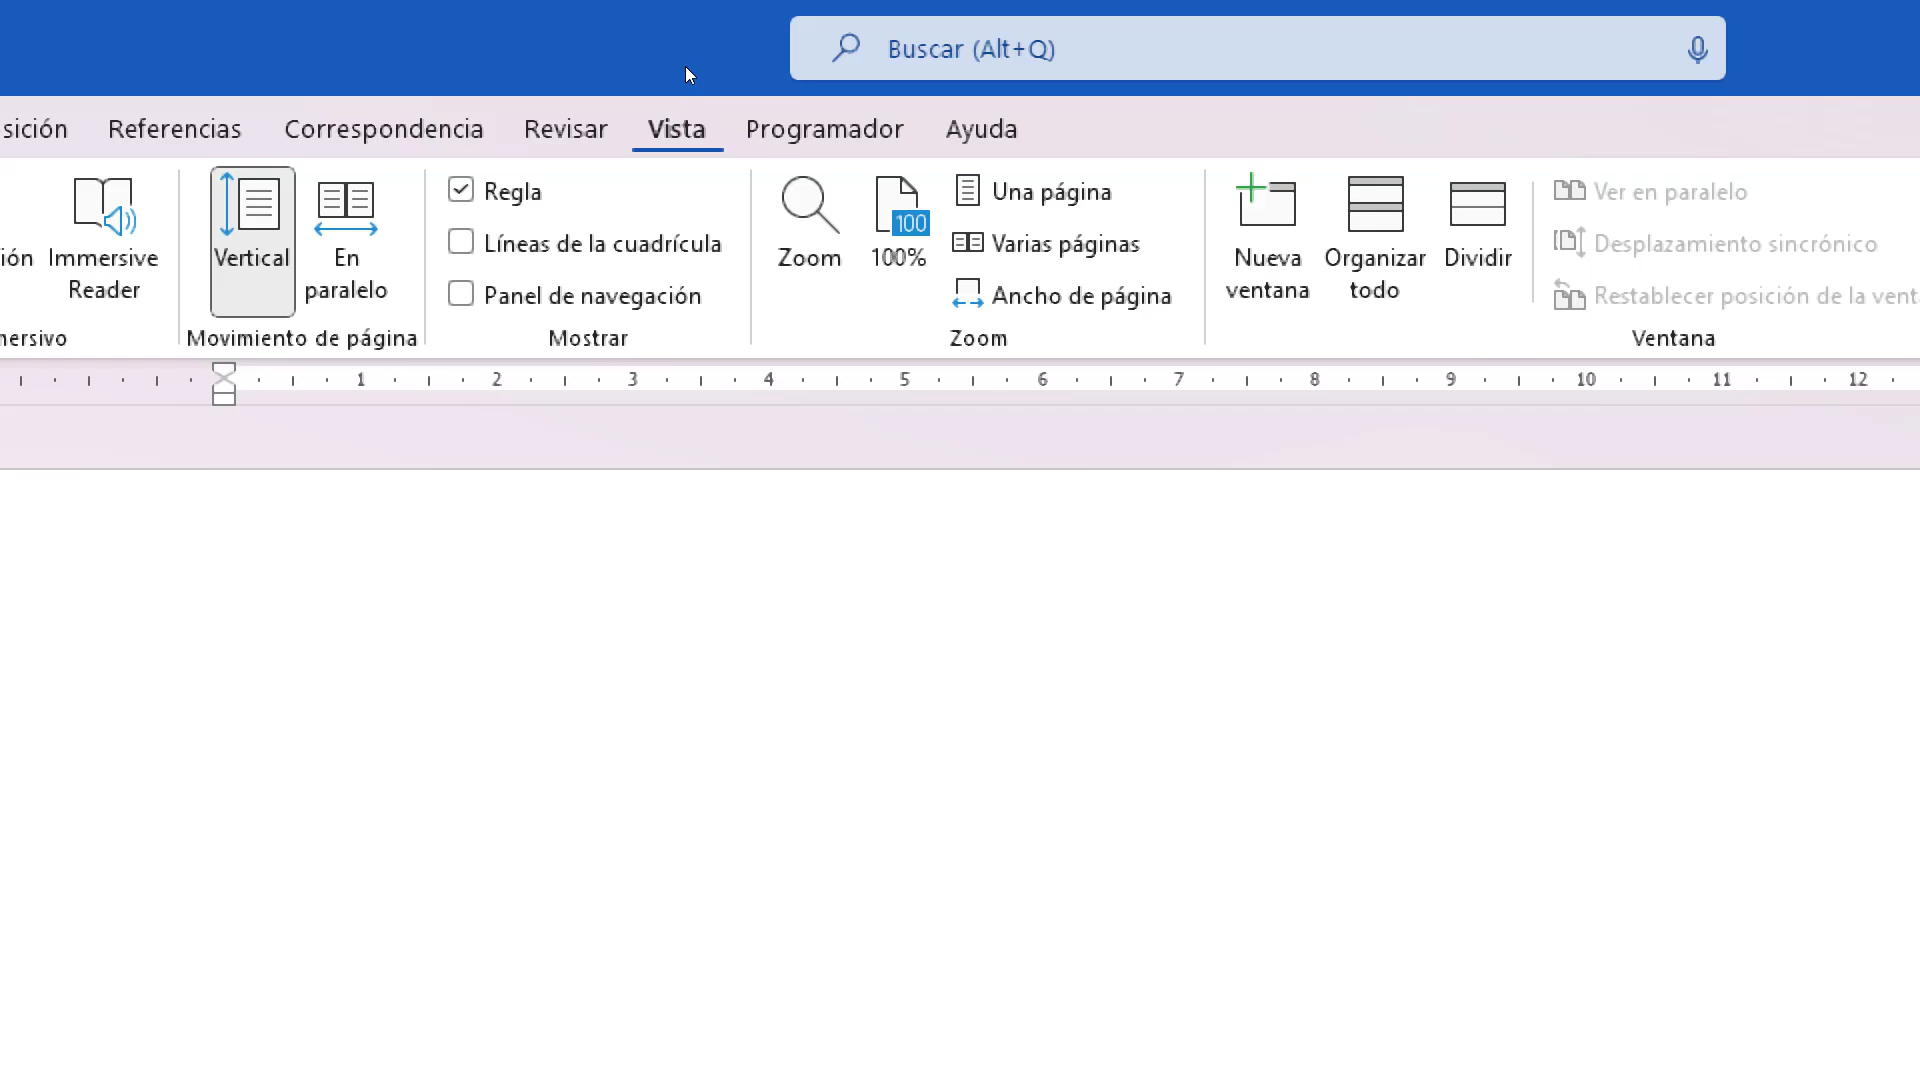 Buscar (Alt+Q)
sición Referencias Correspondencia Revisar Vista Programador Ayuda
ión
Immersive
Reader
mersivo
Vertical
En
paralelo
Movimiento de página
Regla
Líneas de la cuadrícula
Panel de navegación
Mostrar
Zoom
100
100%
Una página
Varias páginas
Ancho de página
Zoom
Nueva
ventana
Organizar
todo
Dividir
Ver en paralelo
Desplazamiento sincrónico
Restablecer posición de la vent
Ventana
1 2 3 4 5 6 7 8 9 10 11 12